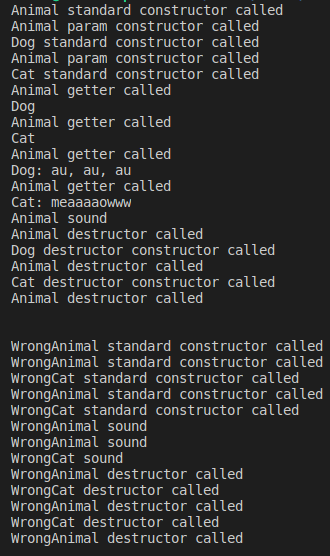 Animal standard constructor called
Animal param constructor called
Dog standard constructor called
Animal param constructor called
Cat standard constructor called
Animal getter called
Dog
Animal getter called
Cat
Animal getter called
Dog: au, au, au
Animal getter called
Cat: meaaaaowww
Animal sound
Animal destructor called
Dog destructor constructor called
Animal destructor called
Cat destructor constructor called
Animal destructor called
WrongAnimal standard constructor called
WrongAnimal standard constructor called
WrongCat standard constructor called
WrongAnimal standard constructor called
WrongCat standard constructor called
WrongAnimal sound
WrongAnimal sound
WrongCat sound
WrongAnimal destructor called
WrongCat destructor called
WrongAnimal destructor called
WrongCat destructor called
WrongAnimal destructor called